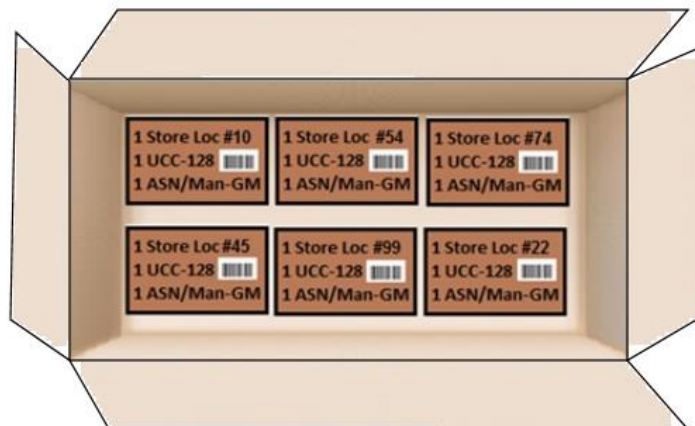 1 Store Loc #10
1 UCC-128
1 ASN/Man-GM
1 Store Loc #54
1 UCC-128
1 ASN/Man-GM
1 Store Loc #74
1 UCC-128
1 ASN/Man-GM
1 Store Loc #45
1 UCC-128
1 ASN/Man-GM
1 Store Loc #99
1 UCC-128
1 ASN/Man-GM
1 Store Loc #22
1 UCC-128
1 ASN/Man-GM